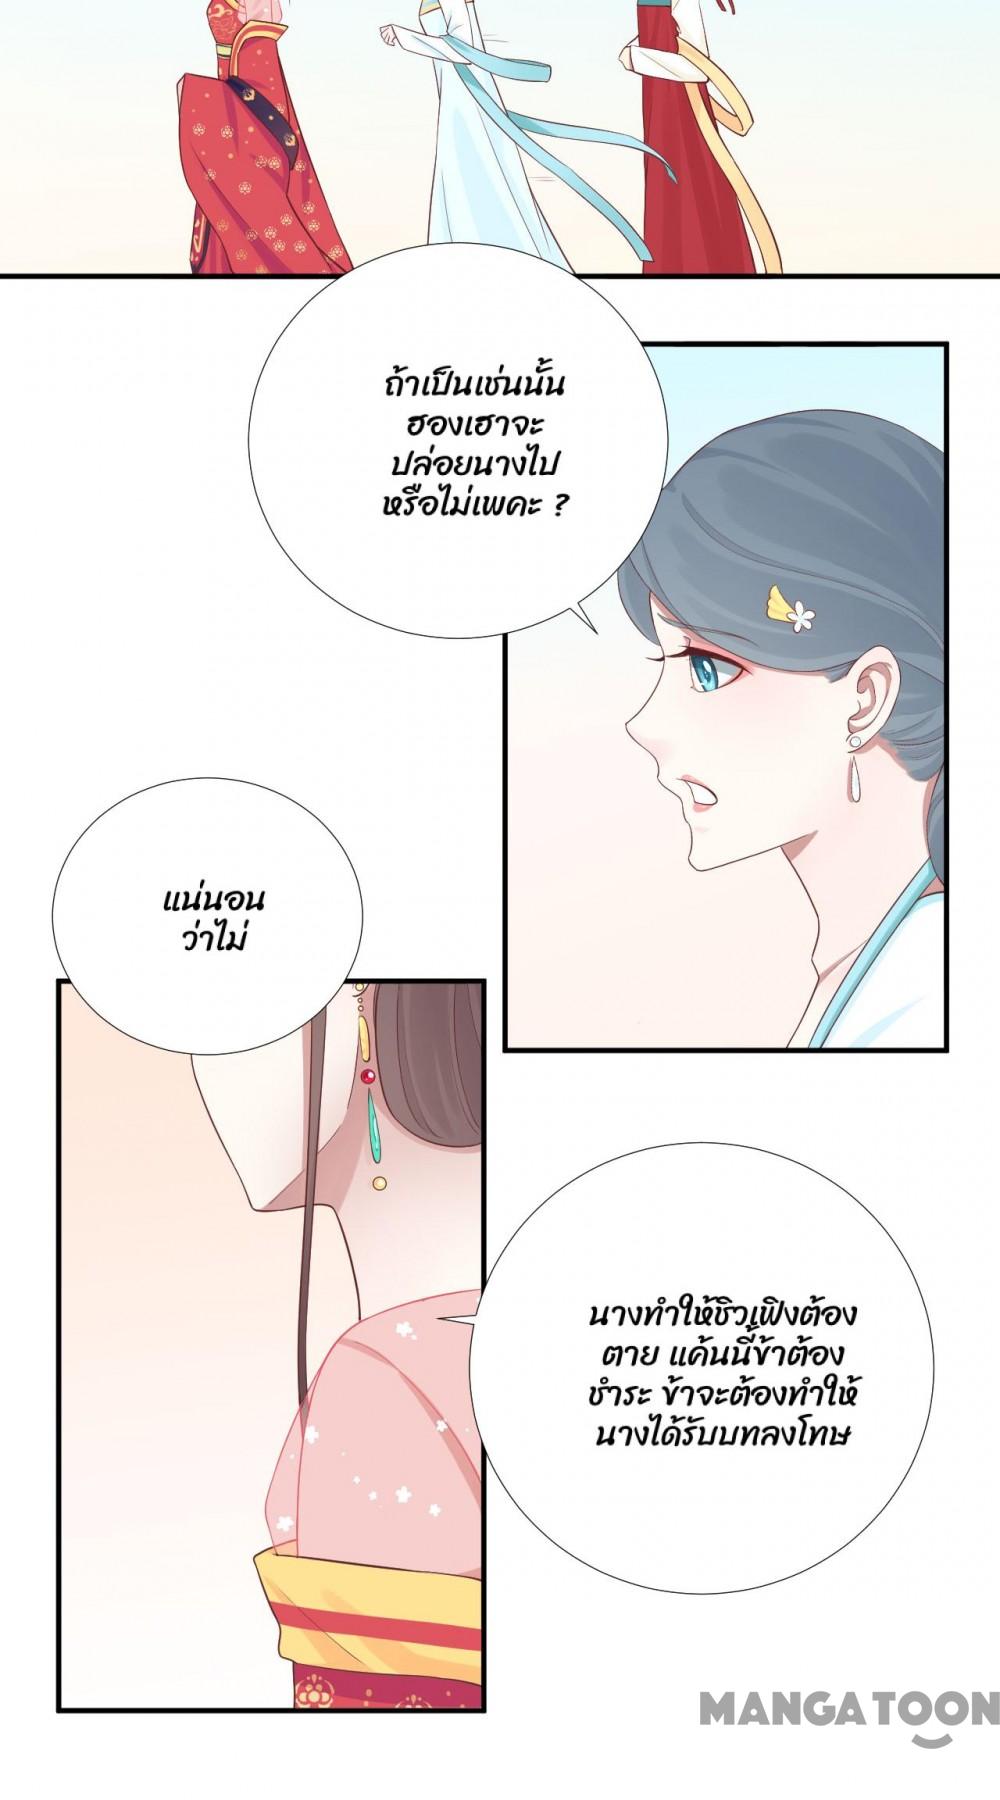 ถ้าเป็นเช่นนั้น
ฮองเฮาจะ
ปล่อยนางไป
หรือไม่เพคะ ?
แน่นอน
ว่าไม่
นางทำให้ชิวเฟิงต้อง
ตาย แค้นนี้ข้าต้อง
ชำระ ข้าจะต้องทำให้
นางได้รับบทลงโทษ
MANGATOON